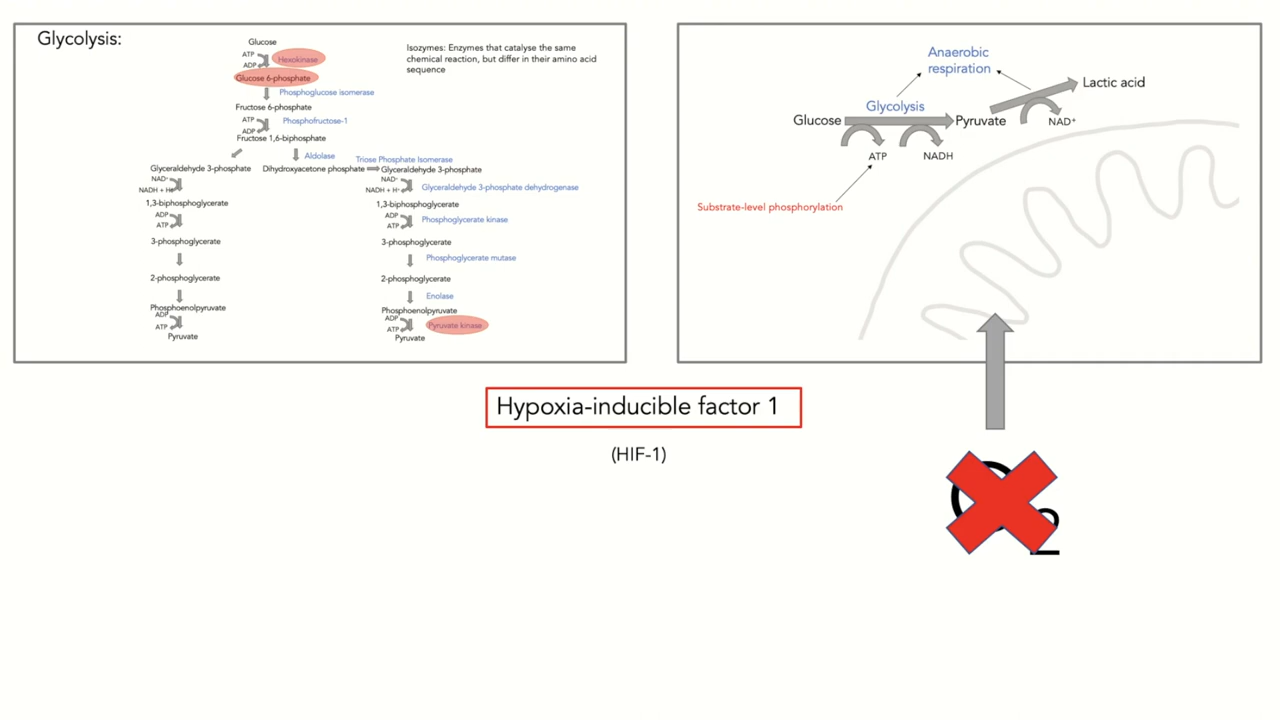 Glycolysis:
Glucose
ATP
ADP
Hexokinase
Glucose 6-phosphate
Phosphoglucose isomerase
Fructose 6-phosphate
ATP
ADP
Phosphofructose-1
Fructose 1,6-biphosphate
Aldolase
Triose Phosphate Isomerase
Glyceraldehyde 3-phosphate
Dihydroxyacetone phosphate
Glyceraldehyde 3-phosphate
NAD⁻
NADH + H⁺
NAD⁻
NADH + H⁺
Glyceraldehyde 3-phosphate dehydrogenase
1,3-biphosphoglycerate
1,3-biphosphoglycerate
ADP
ATP
ADP
ATP
Phosphoglycerate kinase
3-phosphoglycerate
3-phosphoglycerate
Phosphoglycerate mutase
2-phosphoglycerate
2-phosphoglycerate
Enolase
Phosphoenolpyruvate
Phosphoenolpyruvate
ADP
ATP
ADP
ATP
Pyruvate kinase
Pyruvate
Pyruvate
Isozymes: Enzymes that catalyse the same
chemical reaction, but differ in their amino acid
sequence
Anaerobic
respiration
Lactic acid
Glycolysis
Glucose
Pyruvate
NAD⁺
ATP
NADH
Substrate-level phosphorylation
Hypoxia-inducible factor 1
(HIF-1)
O₂